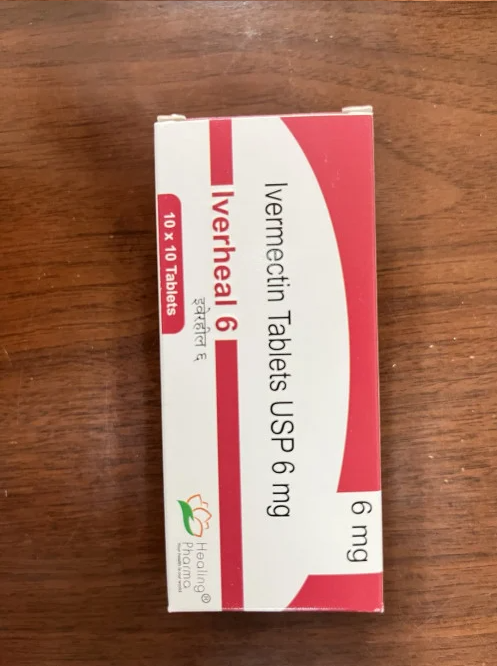 6 mg
Ivermectin Tablets USP 6 mg
Iverheal 6
इवेरहील ६
10 x 10 Tablets
Healing®
Pharma